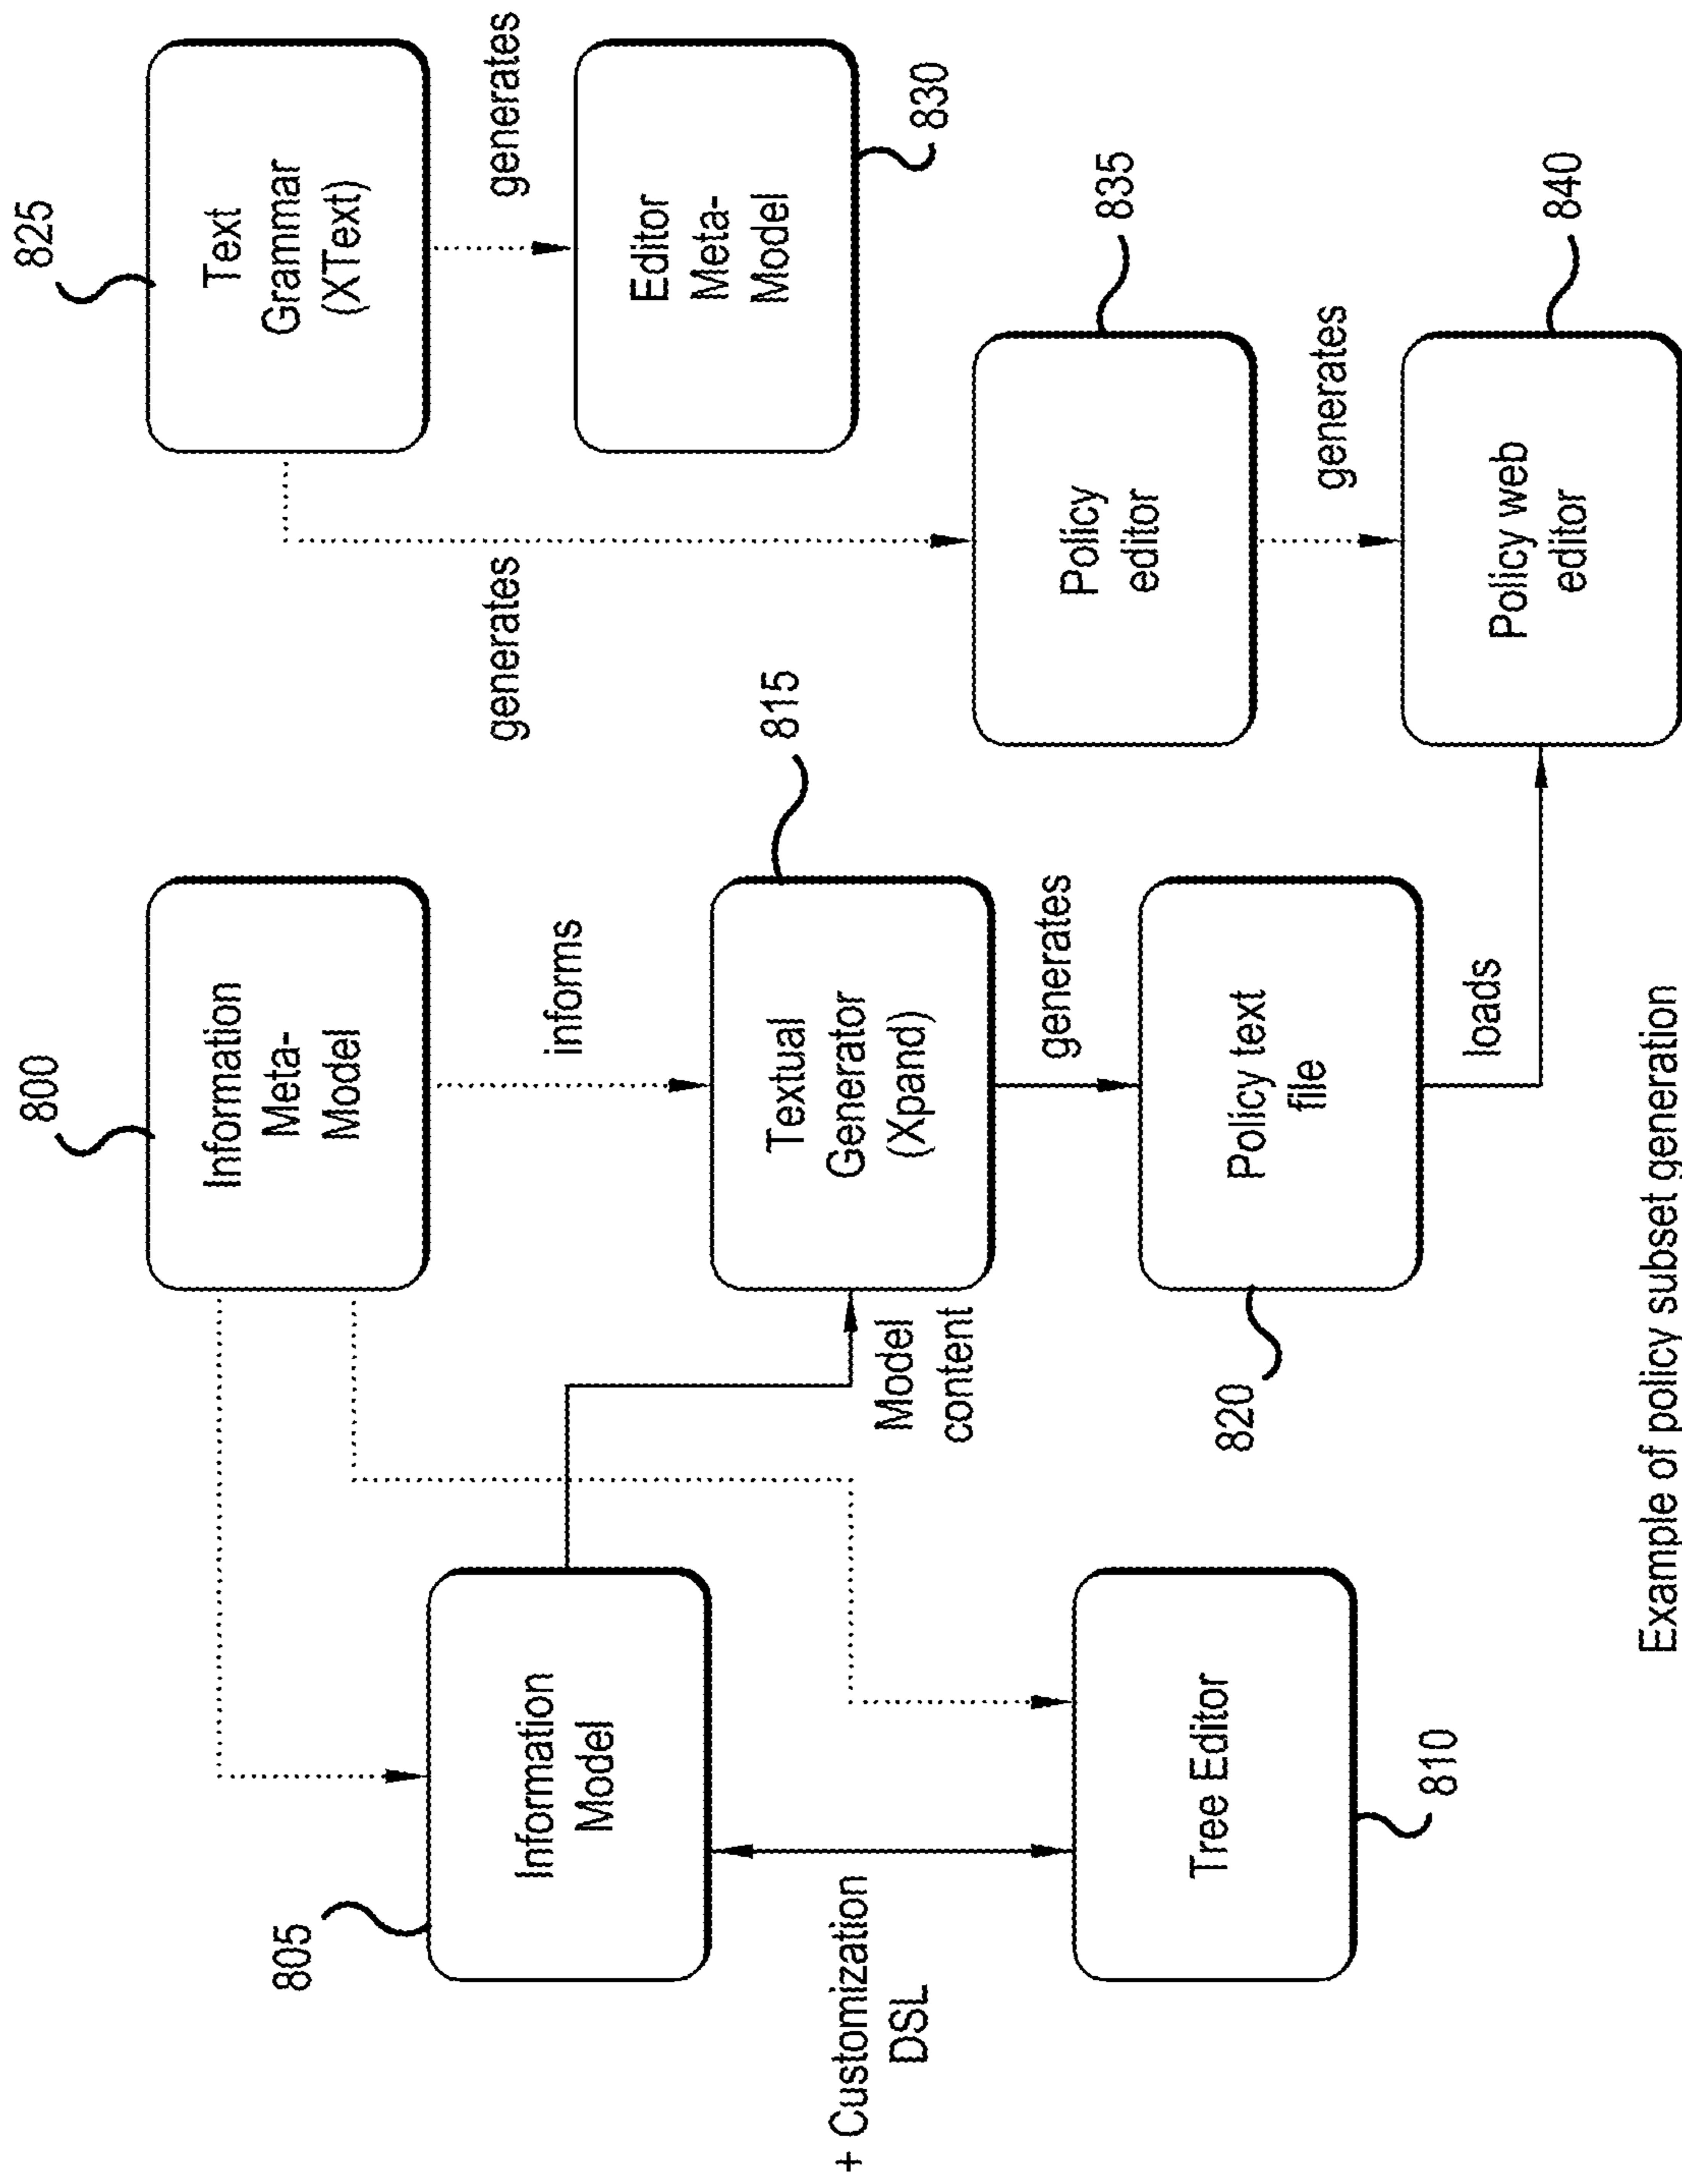 800
Information
Meta-
Model
825
Text
Grammar
(XText)
generates
Editor
Meta-
Model
830
805
Information
Model
informs
generates
815
Textual
Generator
(Xpand)
Model
content
+ Customization
DSL
Policy
editor
835
generates
generates
Tree Editor
810
820
Policy text
file
loads
Policy web
editor
840
Example of policy subset generation